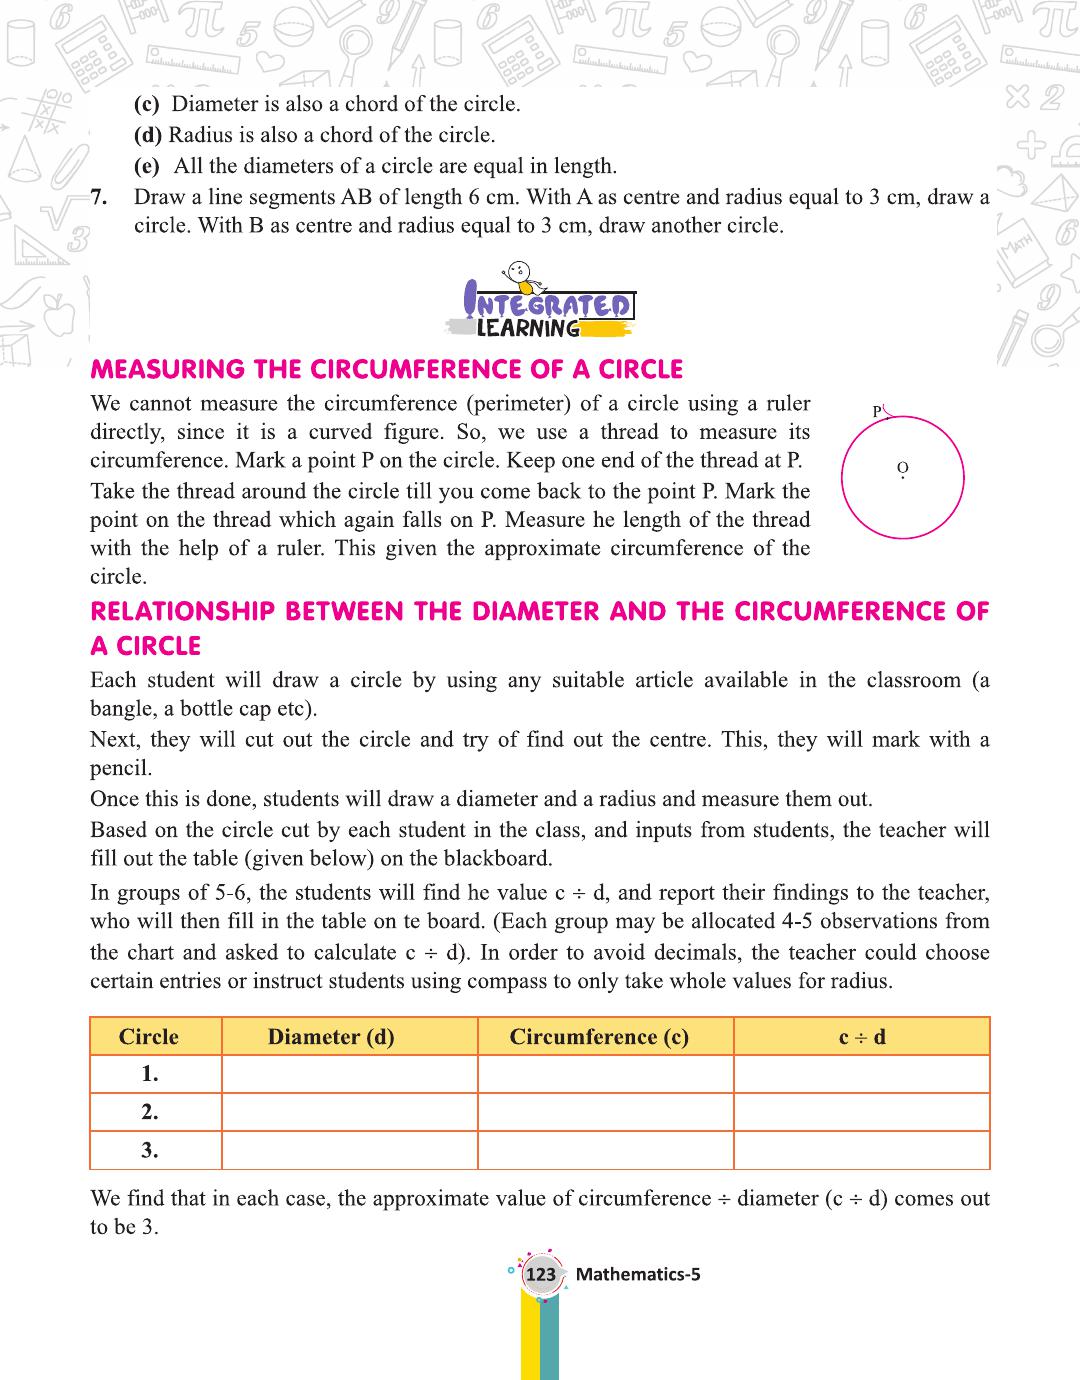 (c) Diameter is also a chord of the circle.
(d) Radius is also a chord of the circle.
(e) All the diameters of a circle are equal in length.
7. Draw a line segments AB of length 6 cm. With A as centre and radius equal to 3 cm, draw a
circle. With B as centre and radius equal to 3 cm, draw another circle.
INTEGRATED
LEARNING
MEASURING THE CIRCUMFERENCE OF A CIRCLE
We cannot measure the circumference (perimeter) of a circle using a ruler
directly, since it is a curved figure. So, we use a thread to measure its
circumference. Mark a point P on the circle. Keep one end of the thread at P.
Take the thread around the circle till you come back to the point P. Mark the
point on the thread which again falls on P. Measure he length of the thread
with the help of a ruler. This given the approximate circumference of the
circle.
P
O
RELATIONSHIP BETWEEN THE DIAMETER AND THE CIRCUMFERENCE OF
A CIRCLE
Each student will draw a circle by using any suitable article available in the classroom (a
bangle, a bottle cap etc).
Next, they will cut out the circle and try of find out the centre. This, they will mark with a
pencil.
Once this is done, students will draw a diameter and a radius and measure them out.
Based on the circle cut by each student in the class, and inputs from students, the teacher will
fill out the table (given below) on the blackboard.
In groups of 5-6, the students will find he value c ÷ d, and report their findings to the teacher,
who will then fill in the table on te board. (Each group may be allocated 4-5 observations from
the chart and asked to calculate c ÷ d). In order to avoid decimals, the teacher could choose
certain entries or instruct students using compass to only take whole values for radius.
Circle Diameter (d) Circumference (c) c ÷ d
1.
2.
3.
We find that in each case, the approximate value of circumference ÷ diameter (c ÷ d) comes out
to be 3.
123 Mathematics-5